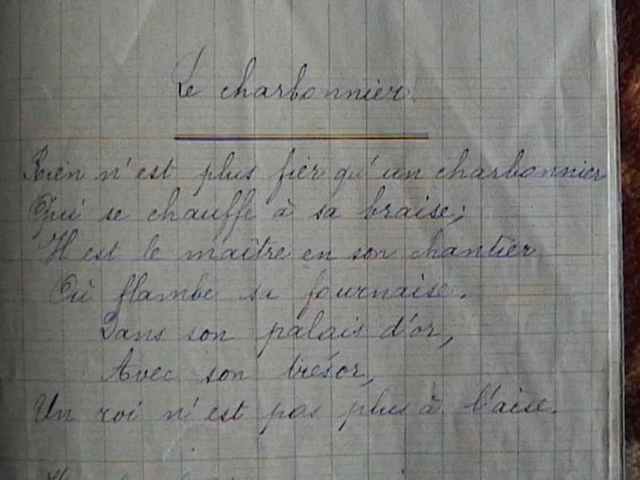 Le charbonnier.
Rien n'est plus fier qu'un charbonnier
Qui se chauffe à sa braise;
Il est le maître en son chantier
Où flambe sa fournaise.
Dans son palais d'or,
Avec son trésor,
Un roi n'est pas plus à l'aise.